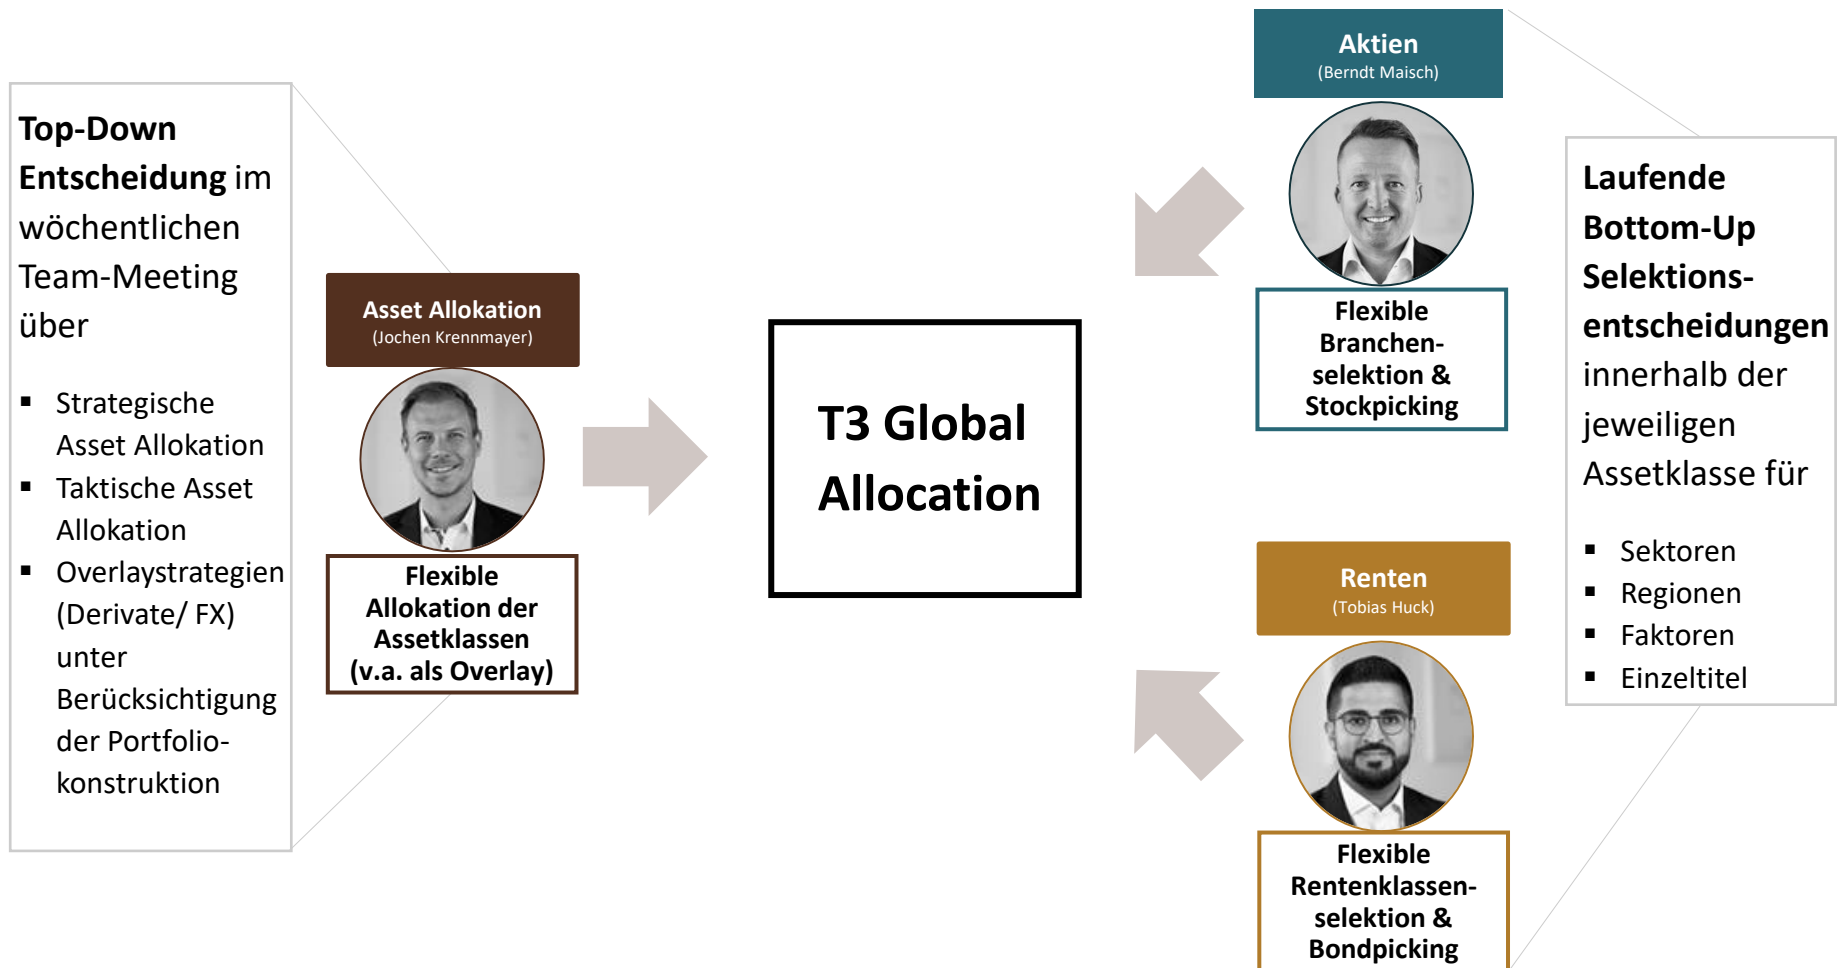 Top-Down
Entscheidung im
wöchentlichen
Team-Meeting
über
▪ Strategische
Asset Allokation
▪ Taktische Asset
Allokation
▪ Overlaystrategien
(Derivate/ FX)
unter
Berücksichtigung
der Portfolio-
konstruktion
Asset Allokation
(Jochen Krennmayer)
Flexible
Allokation der
Assetklassen
(v.a. als Overlay)
T3 Global
Allocation
Aktien
(Berndt Maisch)
Flexible
Branchen-
selektion &
Stockpicking
Renten
(Tobias Huck)
Flexible
Rentenklassen-
selektion &
Bondpicking
Laufende
Bottom-Up
Selektions-
entscheidungen
innerhalb der
jeweiligen
Assetklasse für
▪ Sektoren
▪ Regionen
▪ Faktoren
▪ Einzeltitel